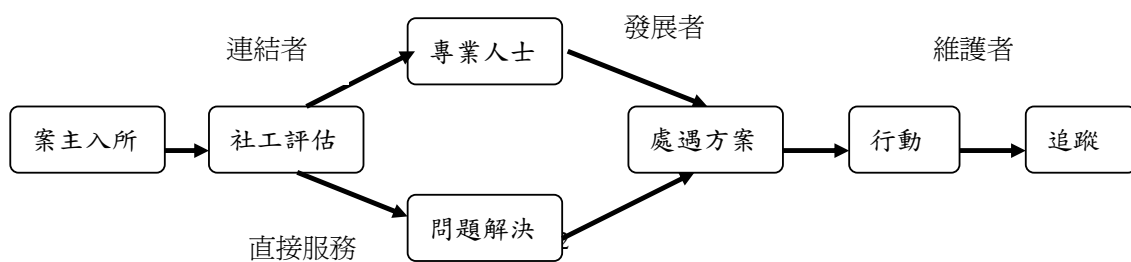 連結者
發展者
維護者
專業人士
案主入所
社工評估
處遇方案
行動
追蹤
問題解決
直接服務